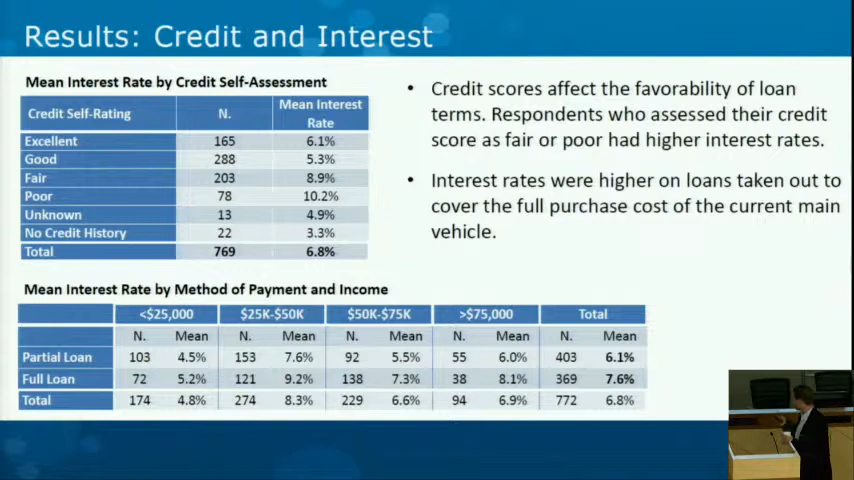 Results: Credit and Interest
Mean Interest Rate by Credit Self-Assessment
Credit Self-Rating N. Mean Interest Rate
Excellent 165 6.1%
Good 288 5.3%
Fair 203 8.9%
Poor 78 10.2%
Unknown 13 4.9%
No Credit History 22 3.3%
Total 769 6.8%
• Credit scores affect the favorability of loan
terms. Respondents who assessed their credit
score as fair or poor had higher interest rates.
• Interest rates were higher on loans taken out to
cover the full purchase cost of the current main
vehicle.
Mean Interest Rate by Method of Payment and Income
<$25,000 $25K-$50K $50K-$75K >$75,000 Total
N. Mean N. Mean N. Mean N. Mean N. Mean
Partial Loan 103 4.5% 153 7.6% 92 5.5% 55 6.0% 403 6.1%
Full Loan 72 5.2% 121 9.2% 138 7.3% 38 8.1% 369 7.6%
Total 174 4.8% 274 8.3% 229 6.6% 94 6.9% 772 6.8%